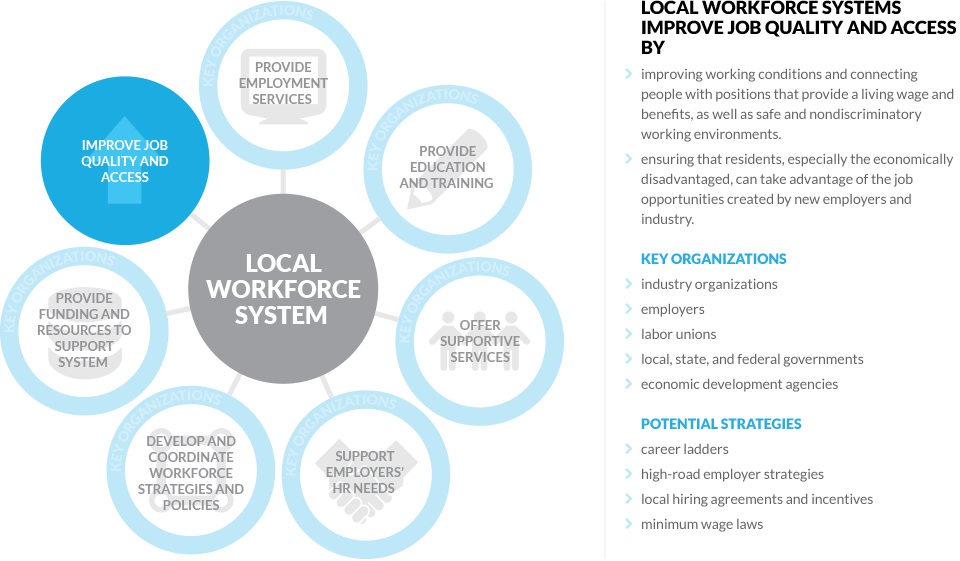 KEY ORGANIZATIONS
PROVIDE
EMPLOYMENT
SERVICES
KEY ORGANIZATIONS
PROVIDE
EDUCATION
AND TRAINING
IMPROVE JOB
QUALITY AND
ACCESS
LOCAL
WORKFORCE
SYSTEM
KEY ORGANIZATIONS
PROVIDE
FUNDING AND
RESOURCES TO
SUPPORT
SYSTEM
KEY ORGANIZATIONS
OFFER
SUPPORTIVE
SERVICES
KEY ORGANIZATIONS
DEVELOP AND
COORDINATE
WORKFORCE
STRATEGIES AND
POLICIES
KEY ORGANIZATIONS
SUPPORT
EMPLOYERS'
HR NEEDS
LOCAL WORKFORCE SYSTEMS
IMPROVE JOB QUALITY AND ACCESS
BY
improving working conditions and connecting
people with positions that provide a living wage and
benefits, as well as safe and nondiscriminatory
working environments.
ensuring that residents, especially the economically
disadvantaged, can take advantage of the job
opportunities created by new employers and
industry.
KEY ORGANIZATIONS
industry organizations
employers
labor unions
local, state, and federal governments
economic development agencies
POTENTIAL STRATEGIES
career ladders
high-road employer strategies
local hiring agreements and incentives
minimum wage laws